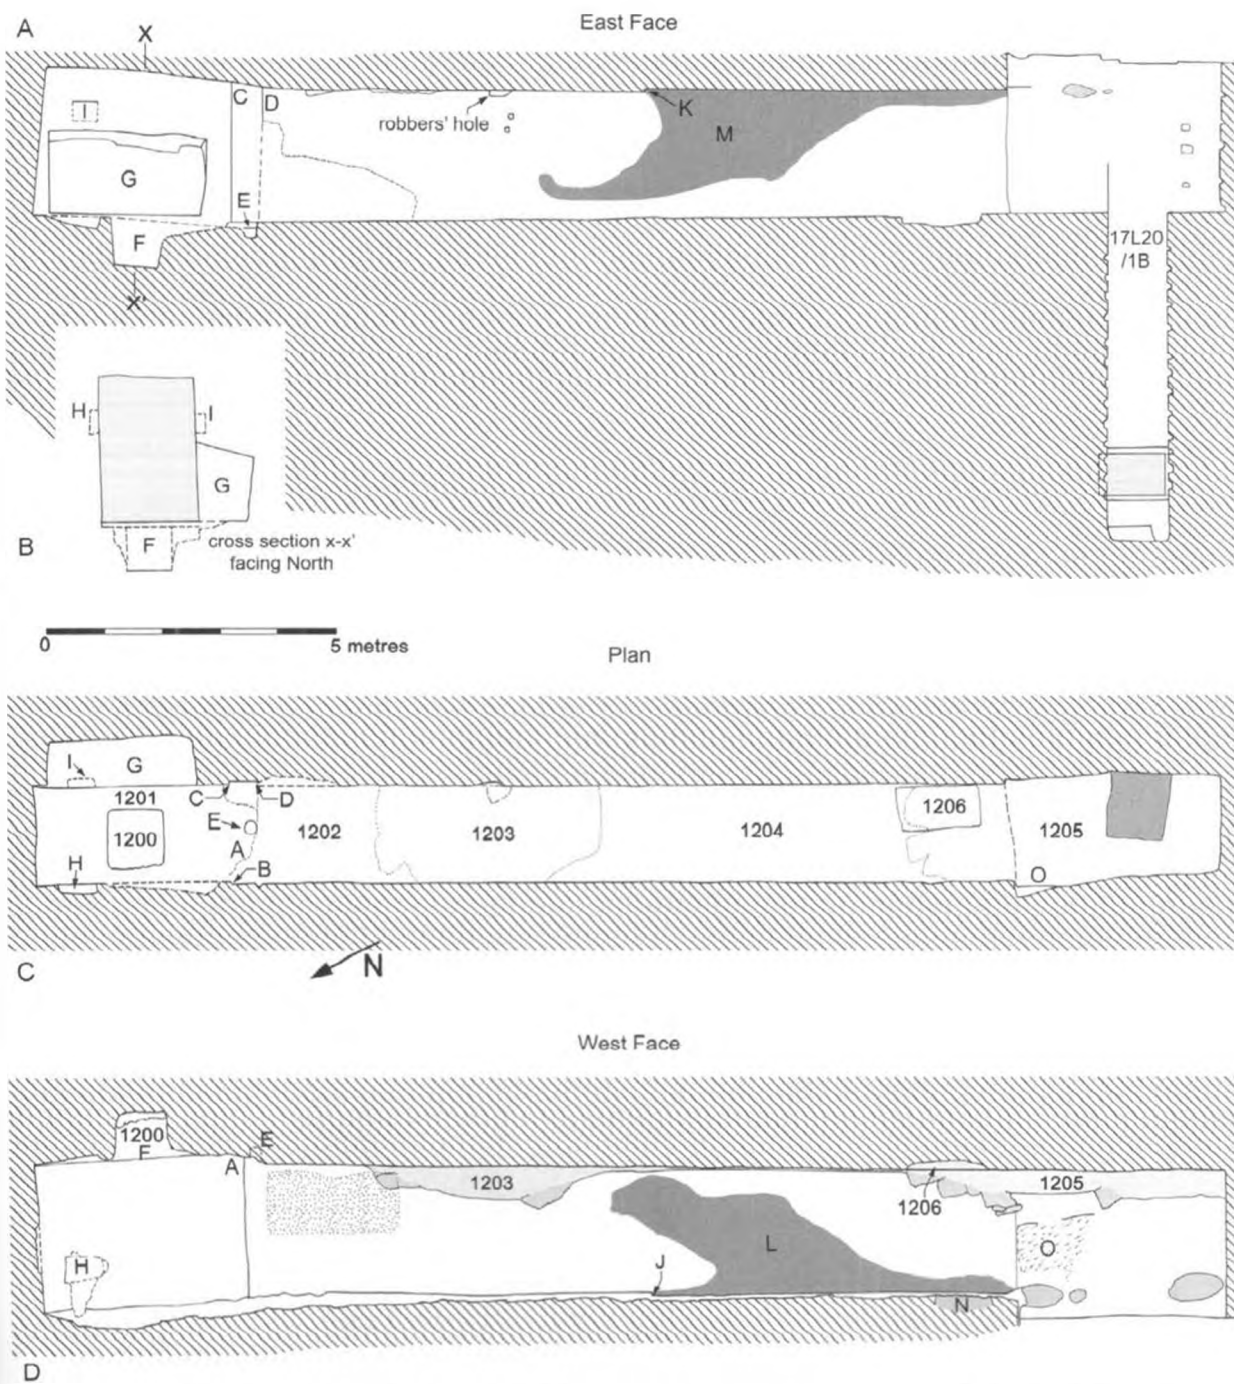 A
East Face
X
C
D
I
robbers' hole
K
M
G
E
F
X'
17L20
/1B
H
I
G
B
F
cross section x-x'
facing North
0
5 metres
Plan
I
G
1201
C
D
1200
E
1202
1203
1204
1206
1205
A
H
B
O
C
N
West Face
1200
F
A
E
1203
1206
1205
H
J
L
O
N
D